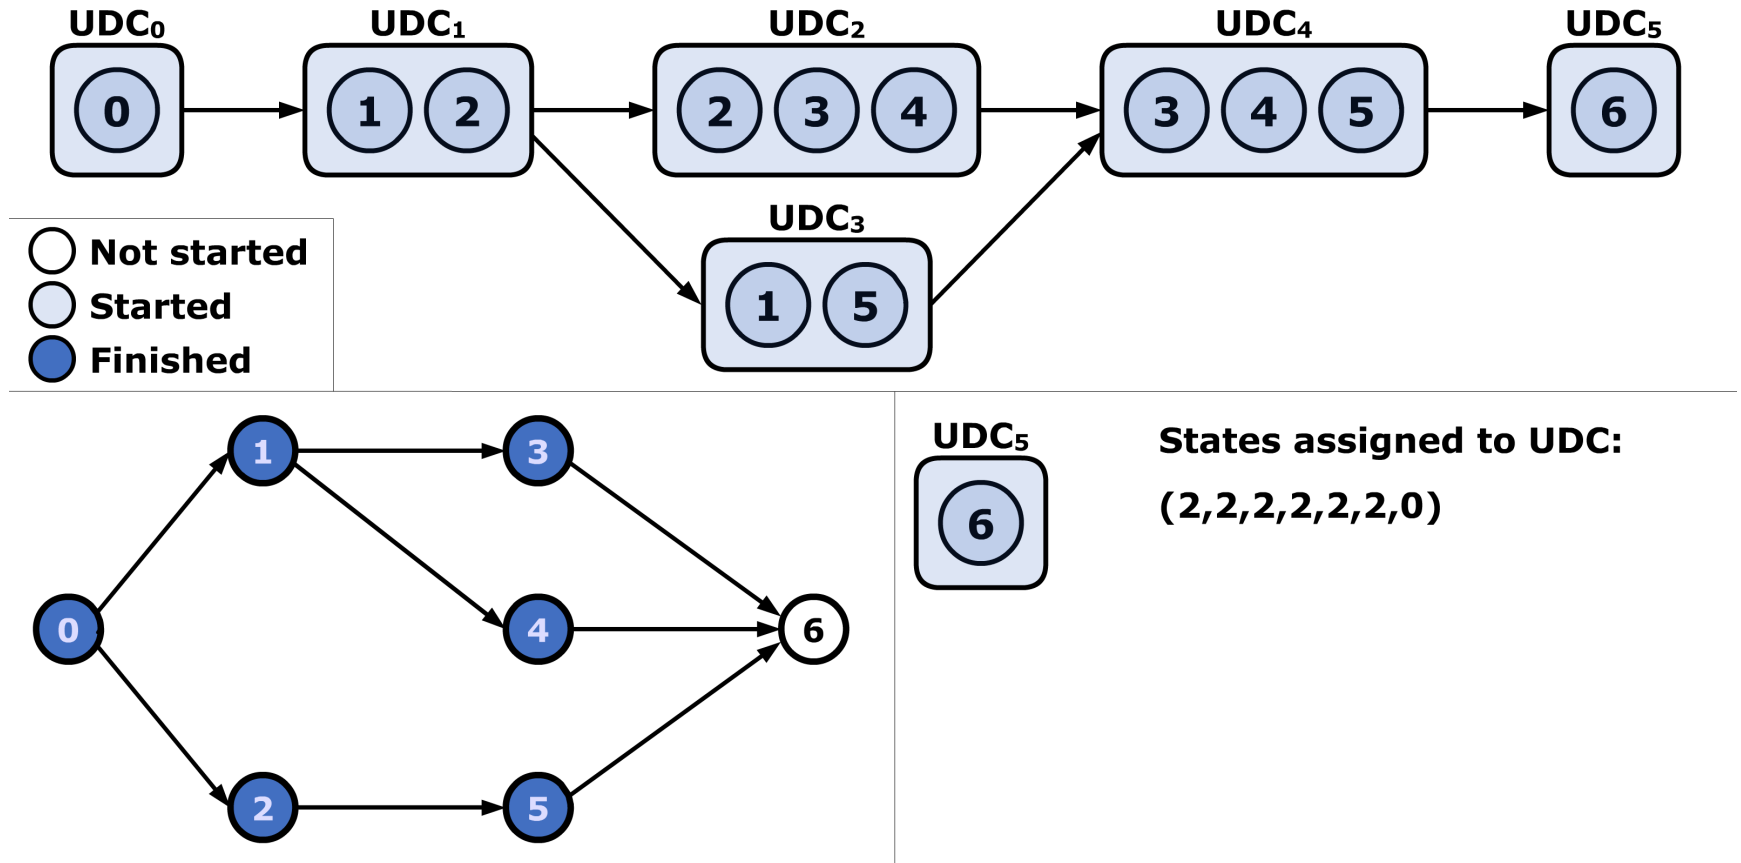 UDC₀ UDC₁ UDC₂ UDC₄ UDC₅
0 1 2 2 3 4 3 4 5 6
UDC₃
1 5
Not started
Started
Finished
1 3
0 4 6
2 5
UDC₅
6
States assigned to UDC:
(2,2,2,2,2,2,0)